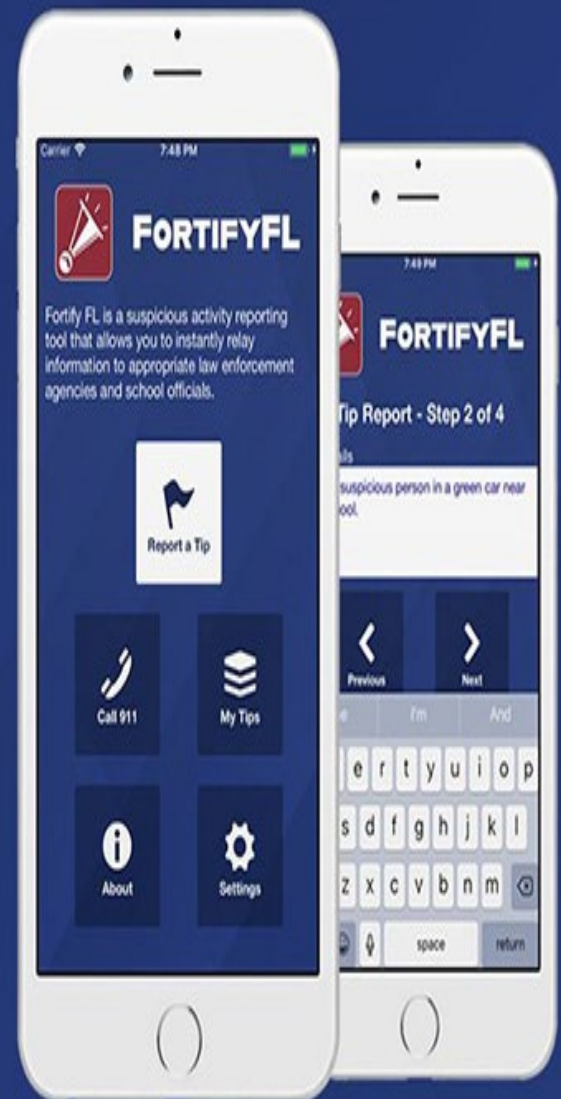 Carrier 7:48 PM
FORTIFYFL
Fortify FL is a suspicious activity reporting
tool that allows you to instantly relay
information to appropriate law enforcement
agencies and school officials.
Report a Tip
Call 911
My Tips
About
Settings
7:49 PM
FORTIFYFL
Tip Report - Step 2 of 4
suspicious person in a green car near
Previous
Next
I'm
And
e r t y u i o p
s d f g h j k l
z x c v b n m
space
return